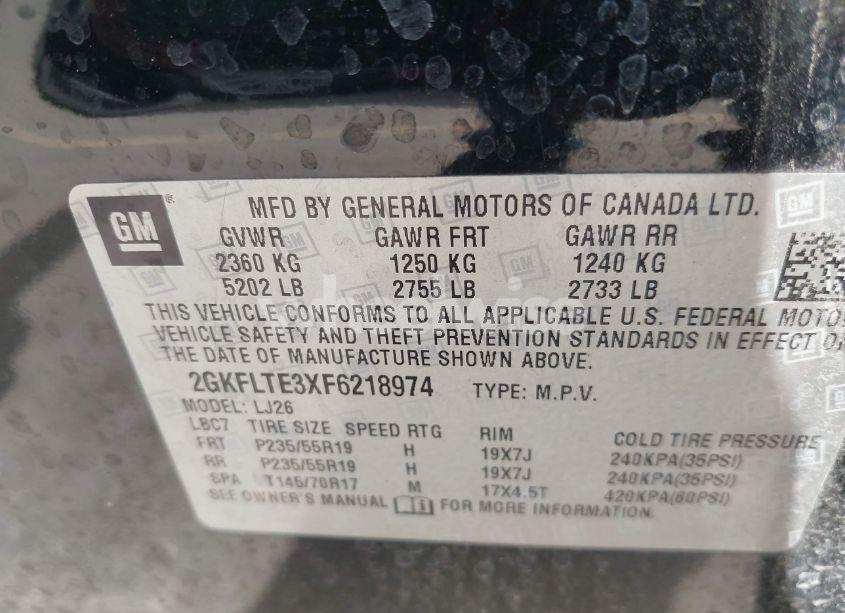 GM
MFD BY GENERAL MOTORS OF CANADA LTD.
GVWR GAWR FRT GAWR RR
2360 KG 1250 KG 1240 KG
5202 LB 2755 LB 2733 LB
THIS VEHICLE CONFORMS TO ALL APPLICABLE U.S. FEDERAL MOTO
VEHICLE SAFETY AND THEFT PREVENTION STANDARDS IN EFFECT O
THE DATE OF MANUFACTURE SHOWN ABOVE.
2GKFLTE3XF6218974 TYPE: M.P.V.
MODEL: LJ26
LBC7 TIRE SIZE SPEED RTG RIM COLD TIRE PRESSURE
FRT P235/55R19 H 19X7J 240KPA(35PSI)
RR P235/55R19 H 19X7J 240KPA(35PSI)
SPA T145/70R17 M 17X4.5T 420KPA(60PSI)
SEE OWNER'S MANUAL FOR MORE INFORMATION.